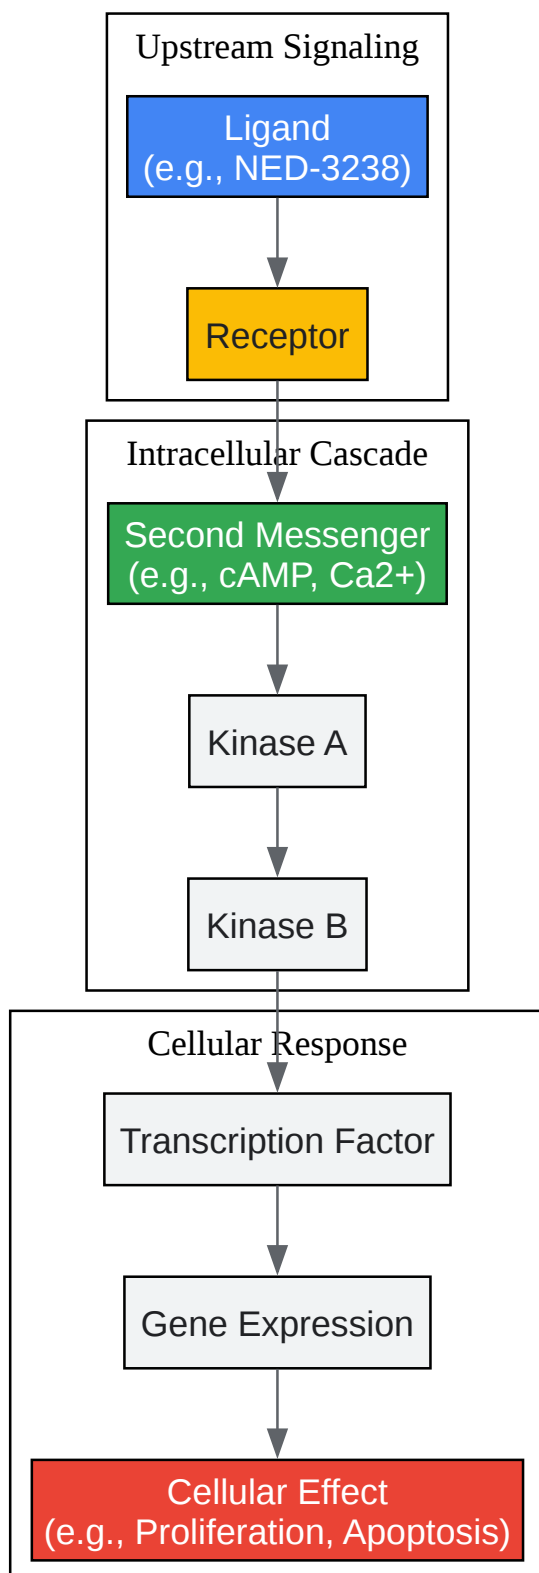 Upstream Signaling
Ligand
(e.g., NED-3238)
Receptor
Intracellular Cascade
Second Messenger
(e.g., cAMP, Ca2+)
Kinase A
Kinase B
Cellular Response
Transcription Factor
Gene Expression
Cellular Effect
(e.g., Proliferation, Apoptosis)